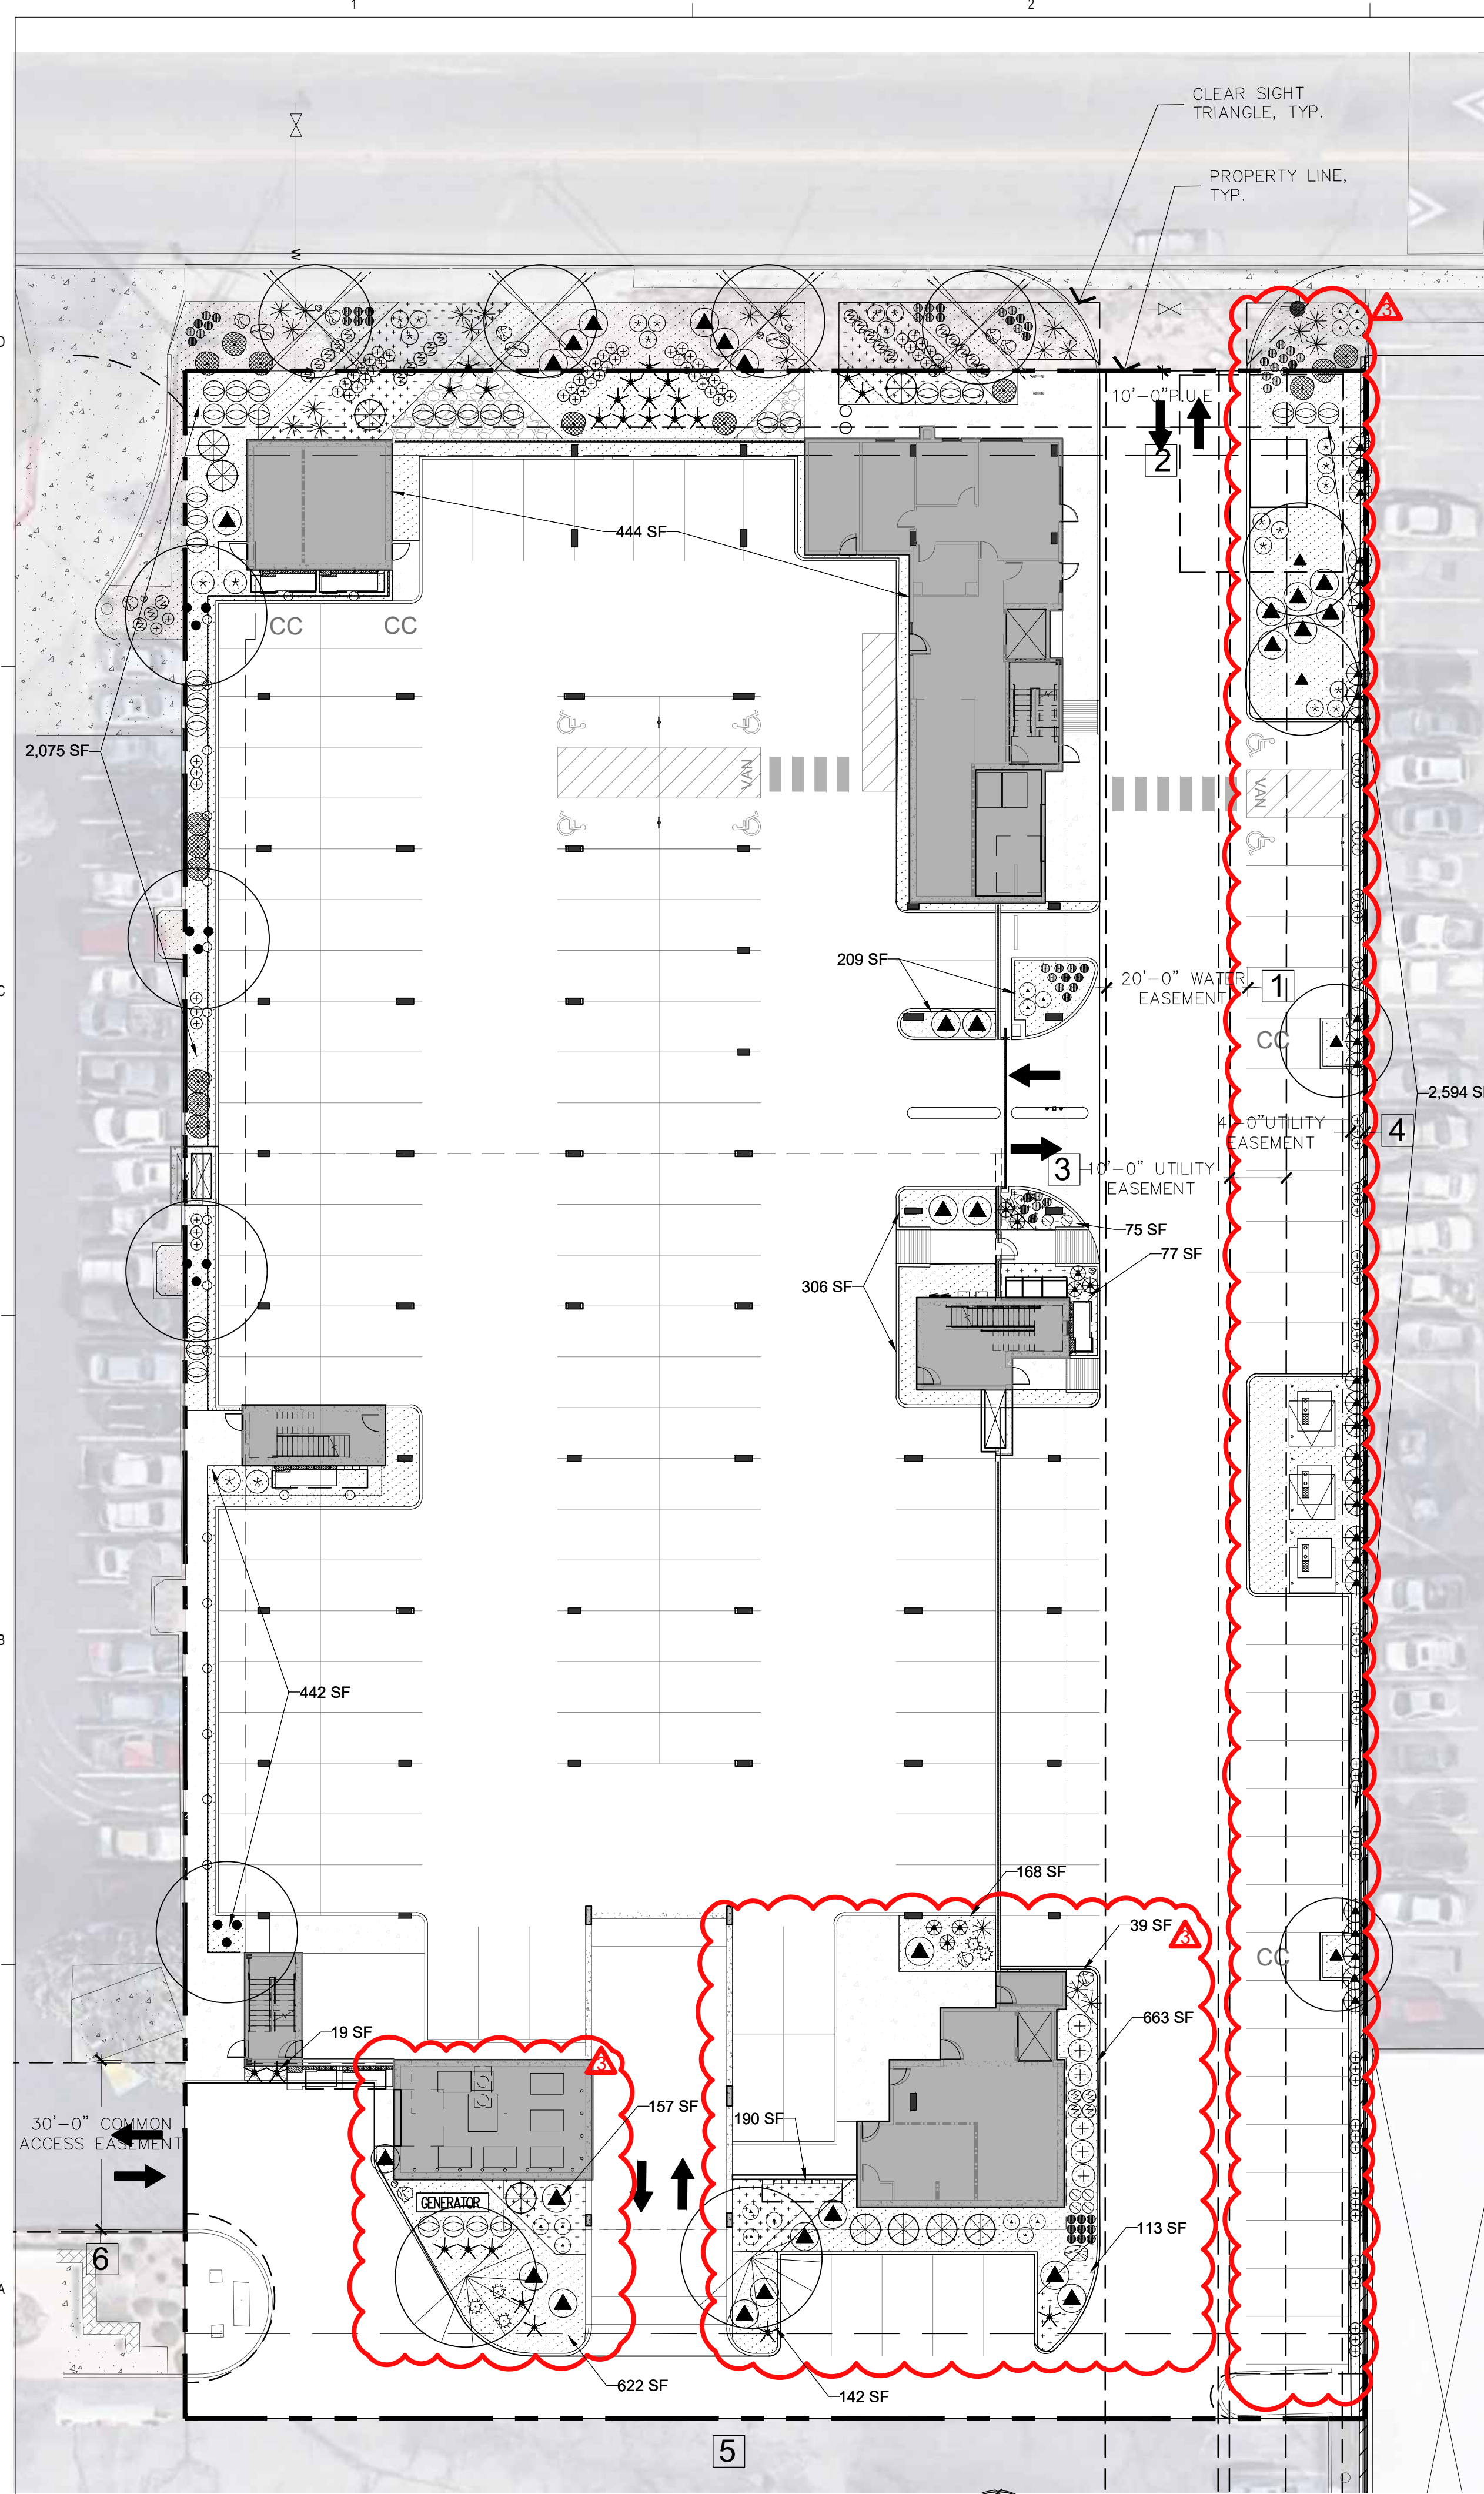 1
2
CLEAR SIGHT
TRIANGLE, TYP.
PROPERTY LINE,
TYP.
W
3
D
10'-0" P.U.E
2
444 SF
CC
CC
2,075 SF
VAN
VAN
209 SF
C
20'-0" WATER
EASEMENT
1
CC
2,594 S
4'-0" UTILITY
EASEMENT
4
3
10'-0" UTILITY
EASEMENT
75 SF
77 SF
306 SF
B
442 SF
168 SF
39 SF
3
CC
663 SF
19 SF
3
157 SF
190 SF
30'-0" COMMON
ACCESS EASEMENT
GENERATOR
113 SF
6
A
622 SF
142 SF
5